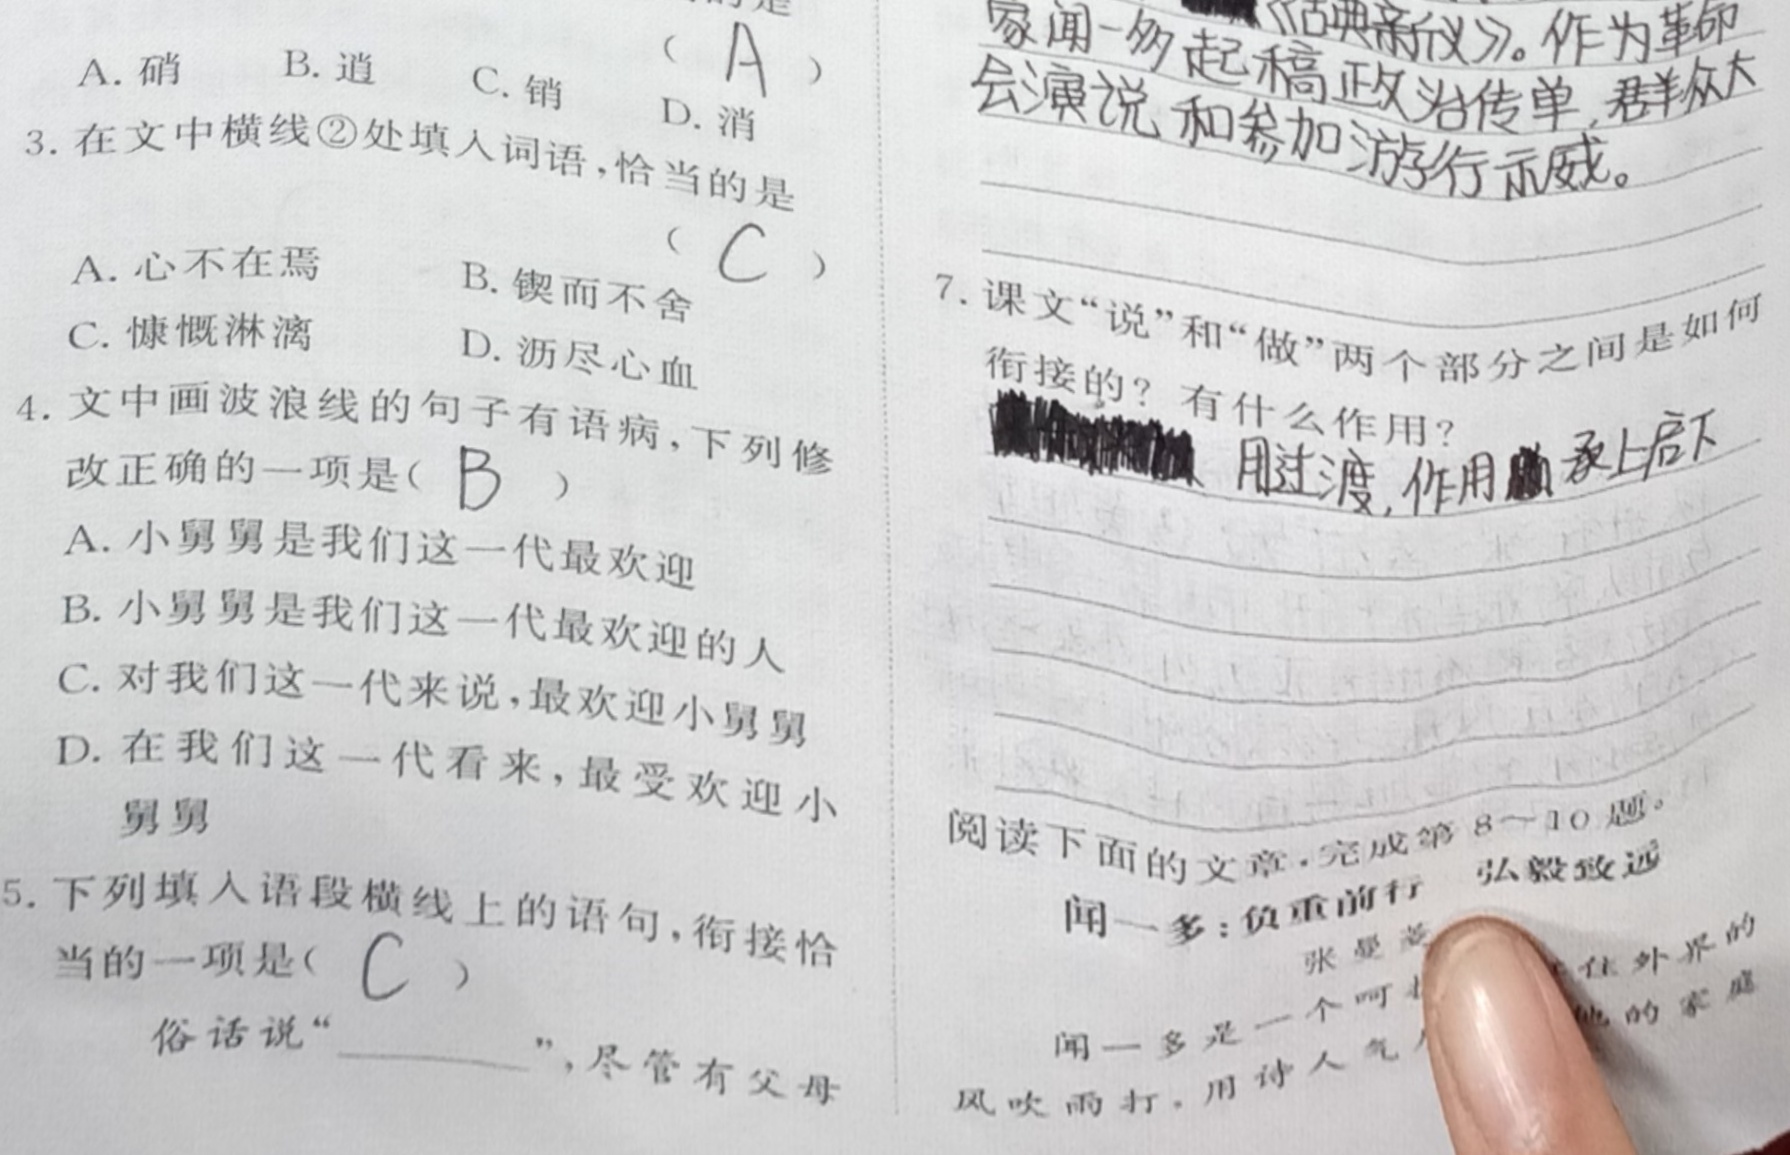 的是
( A )
A. 硝 B. 逍 C. 销 D. 消
3. 在文中横线②处填入词语,恰当的是
( C )
A. 心不在焉 B. 锲而不舍
C. 慷慨淋漓 D. 沥尽心血
4. 文中画波浪线的句子有语病,下列修
改正确的一项是( B )
A. 小舅舅是我们这一代最欢迎
B. 小舅舅是我们这一代最欢迎的人
C. 对我们这一代来说,最欢迎小舅舅
D. 在我们这一代看来,最受欢迎小
舅舅
5. 下列填入语段横线上的语句,衔接恰
当的一项是( C )
俗话说“ ”,尽管有父母
《古典新仪》。作为革命
家闻一多起稿政治传单,群众大
会演说和参加游行示威。
7. 课文“说”和“做”两个部分之间是如何
衔接的?有什么作用?
用过渡,作用承上启下
阅读下面的文章,完成第8~10题。
闻一多:负重前行 弘毅致远
张曼菱
闻一多是一个呵 住外界的
风吹雨打,用诗人气 他的家庭